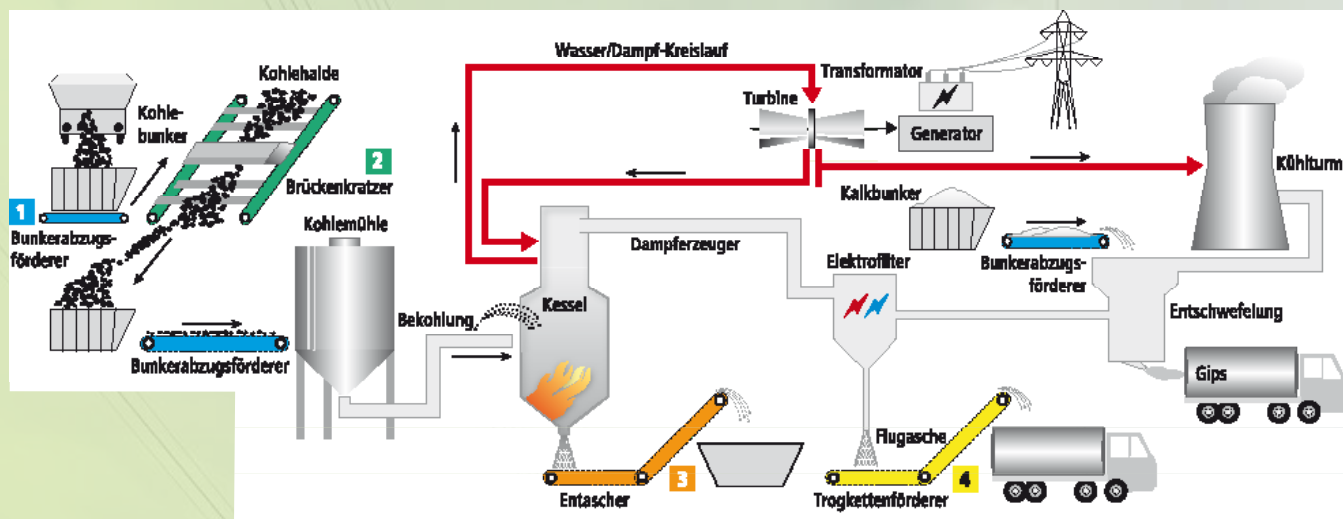 Wasser/Dampf-Kreislauf
Kohlehalde
Transformator
Kohle-
bunker
Turbine
Generator
2
Brückenkratzer
Kühlturm
1
Bunkerabzugs-
förderer
Kohlemühle
Kalkbunker
Dampferzeuger
Elektrofilter
Bunkerabzugs-
förderer
Kessel
Bekohlung
Entschwefelung
Bunkerabzugsförderer
Gips
Flugasche
3
4
Entascher
Trogkettenförderer